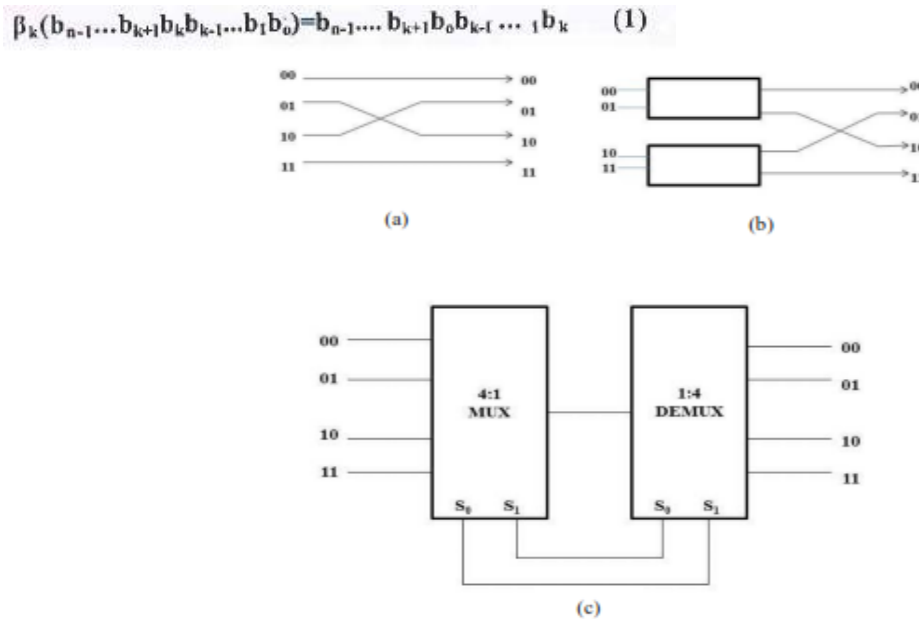 βₖ(bₙ₋₁...bₖ₊₁bₖbₖ₋₁...b₁bₒ)=bₙ₋₁.... bₖ₊₁bₒbₖ₋₁ ... ₁bₖ (1)
00 00
01 01
10 10
11 11
(a)
00 00
01 01
10 10
11 11
(b)
00 00
01 01
4:1 MUX
1:4 DEMUX
10 10
11 11
S₀ S₁ S₀ S₁
(c)